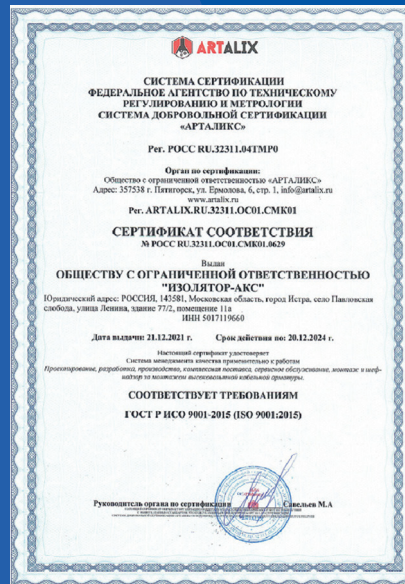 ARTALIX
СИСТЕМА СЕРТИФИКАЦИИ
ФЕДЕРАЛЬНОЕ АГЕНТСТВО ПО ТЕХНИЧЕСКОМУ
РЕГУЛИРОВАНИЮ И МЕТРОЛОГИИ
СИСТЕМА ДОБРОВОЛЬНОЙ СЕРТИФИКАЦИИ
«АРТАЛИКС»
Рег. РОСС RU.32311.04ТМР0
Орган по сертификации:
Общество с ограниченной ответственностью «АРТАЛИКС»
Адрес: 357538 г. Пятигорск, ул. Ермолова, 6, стр. 1, info@artalix.ru
www.artalix.ru
Рег. ARTALIX.RU.32311.ОС01.СМК01
СЕРТИФИКАТ СООТВЕТСТВИЯ
№ РОСС RU.32311.ОС01.СМК01.0629
Выдан
ОБЩЕСТВУ С ОГРАНИЧЕННОЙ ОТВЕТСТВЕННОСТЬЮ
"ИЗОЛЯТОР-АКС"
Юридический адрес: РОССИЯ, 143581, Московская область, город Истра, село Павловская
слобода, улица Ленина, здание 77/2, помещение 11а
ИНН 5017119660
Дата выдачи: 21.12.2021 г. Срок действия по: 20.12.2024 г.
Настоящий сертификат удостоверяет
Система менеджмента качества применительно к работам
Проектирование, разработка, производство, комплексная поставка, сервисное обслуживание, монтаж и шеф-
надзор за монтажом высоковольтной кабельной арматуры.
СООТВЕТСТВУЕТ ТРЕБОВАНИЯМ
ГОСТ Р ИСО 9001-2015 (ISO 9001:2015)
Руководитель органа по сертификации Савельев М.А